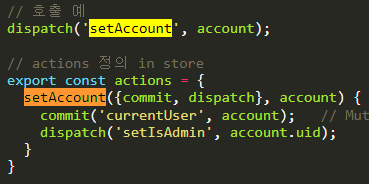 // 호출 예
dispatch('setAccount', account);
// actions 정의 in store
export const actions = {
setAccount({commit, dispatch}, account) {
commit('currentUser', account);   // Mut
dispatch('setIsAdmin', account.uid);
}
}